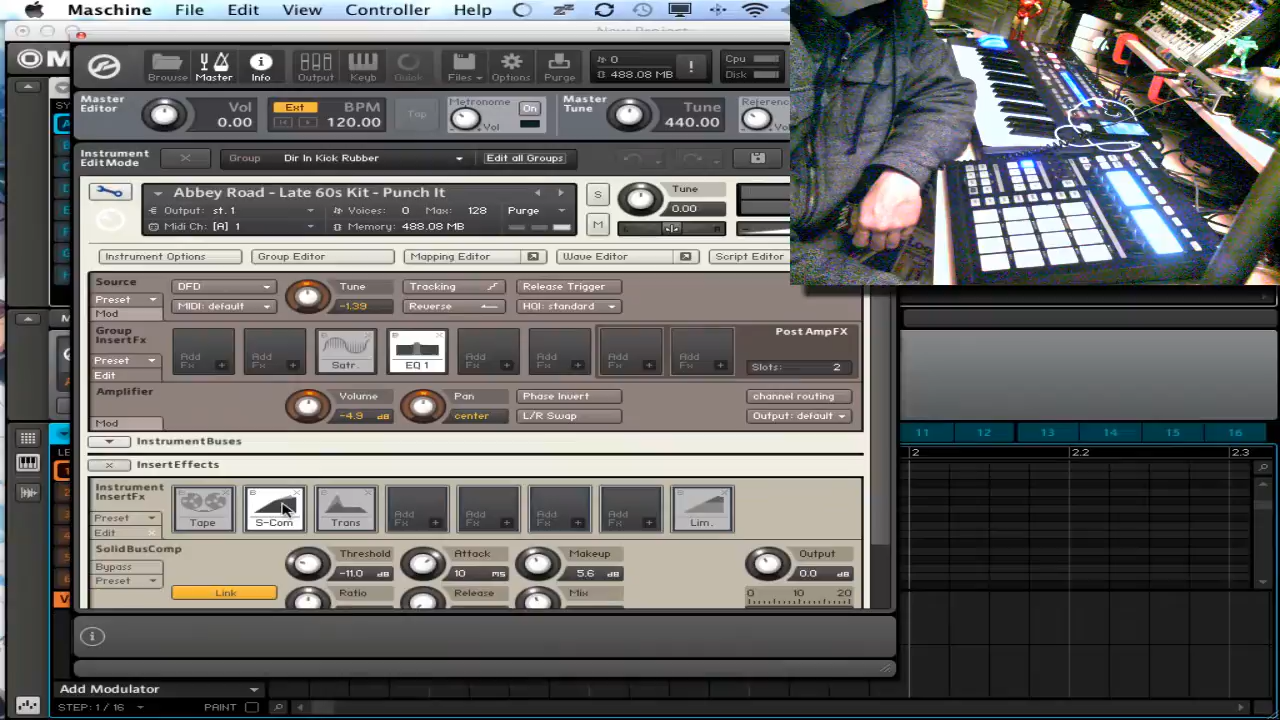 Maschine File Edit View Controller Help
New Project
Browse Master Info Output Keyb Quick Files Options Purge
0
488.08 MB
!
Cpu
Disk
Master Editor
Vol
0.00
Ext BPM
120.00
Tap
Metronome
On
Vol
Master Tune
Tune
440.00
Reference
Instrument Edit Mode
Group Dir In Kick Rubber
Edit all Groups
Abbey Road - Late 60s Kit - Punch It
Output: st. 1 Voices: 0 Max: 128 Purge
Midi Ch: [A] 1 Memory: 488.08 MB
S
M
Tune
0.00
L R
Instrument Options Group Editor Mapping Editor Wave Editor Script Editor
Source
Preset
Mod
DFD
MIDI: default
Tune
-1.39
Tracking
Reverse
Release Trigger
HQI: standard
Group InsertFx
Preset
Edit
Add Fx + Add Fx + Satr. EQ 1 Add Fx + Add Fx + Add Fx + Add Fx +
Post AmpFX
Slots: 2
Amplifier
Mod
Volume
-4.9 dB
Pan
center
Phase Invert
L/R Swap
channel routing
Output: default
InstrumentBuses
InsertEffects
Instrument InsertFx
Preset
Edit
Tape S-Com Trans Add Fx + Add Fx + Add Fx + Add Fx + Lim.
SolidBusComp
Bypass
Preset
Link
Threshold
-11.0 dB
Attack
10 ms
Makeup
5.6 dB
Output
0.0 dB
Ratio Release Mix
0 10 20
11 12 13 14 15 16
2 2.2 2.3
Add Modulator
STEP: 1 / 16 PAINT